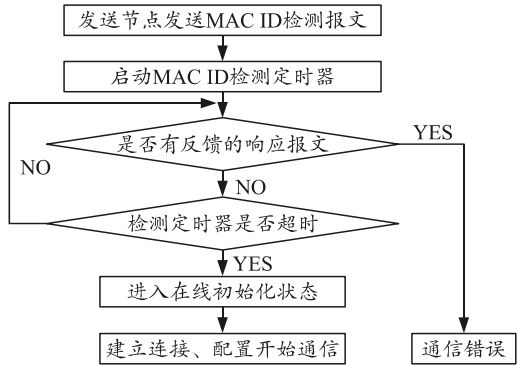 发送节点发送MAC ID检测报文
启动MAC ID检测定时器
是否有反馈的响应报文
YES
NO
NO
检测定时器是否超时
YES
进入在线初始化状态
建立连接、配置开始通信
通信错误